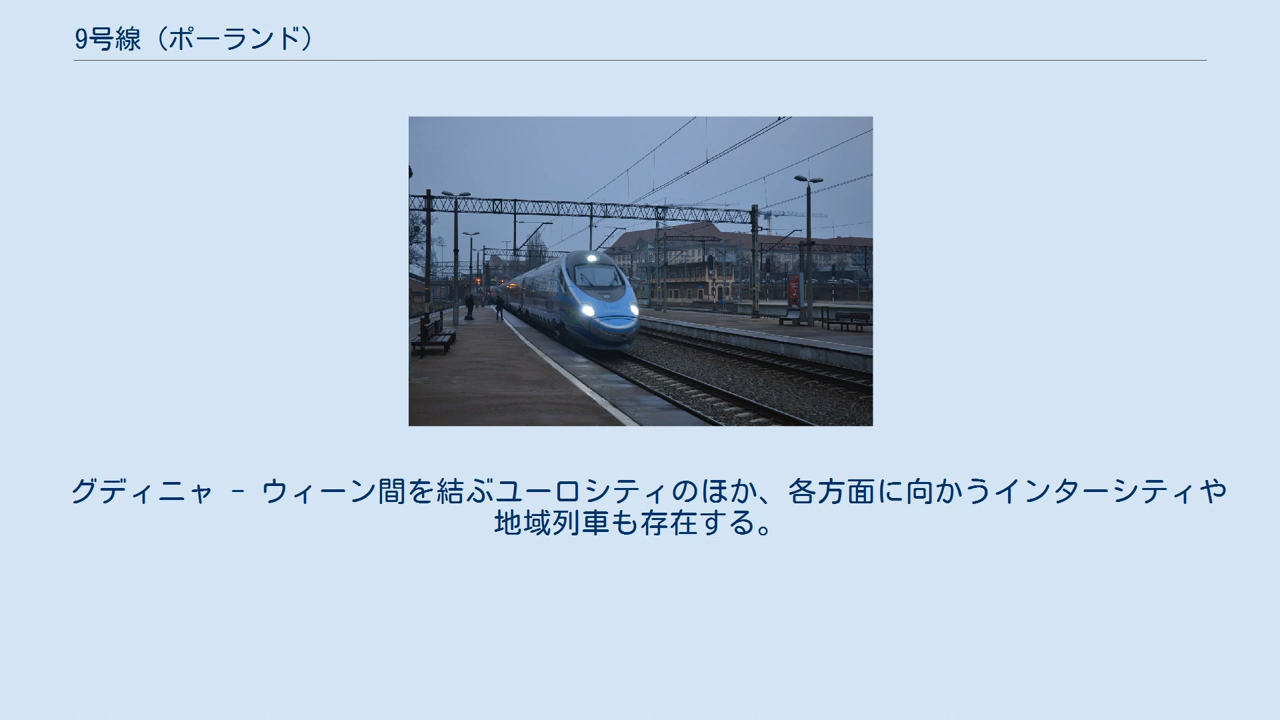 9号線（ポーランド）
グディニャ － ウィーン間を結ぶユーロシティのほか、各方面に向かうインターシティや
地域列車も存在する。